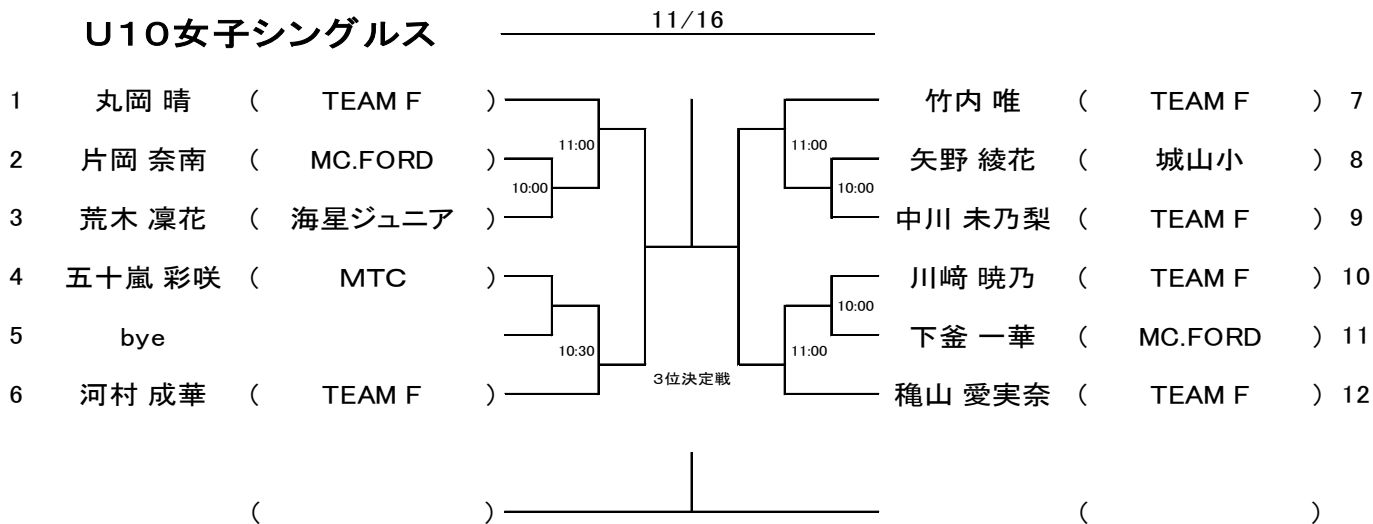 U10女子シングルス 11/16
1 丸岡 晴 ( TEAM F ) 竹内 唯 ( TEAM F ) 7
11:00 11:00
2 片岡 奈南 ( MC.FORD ) 矢野 綾花 ( 城山小 ) 8
10:00 10:00
3 荒木 凜花 ( 海星ジュニア ) 中川 未乃梨 ( TEAM F ) 9
4 五十嵐 彩咲 ( MTC ) 川﨑 暁乃 ( TEAM F ) 10
10:00
5 bye 下釜 一華 ( MC.FORD ) 11
10:30 11:00
3位決定戦
6 河村 成華 ( TEAM F ) 穐山 愛実奈 ( TEAM F ) 12
( ) ( )